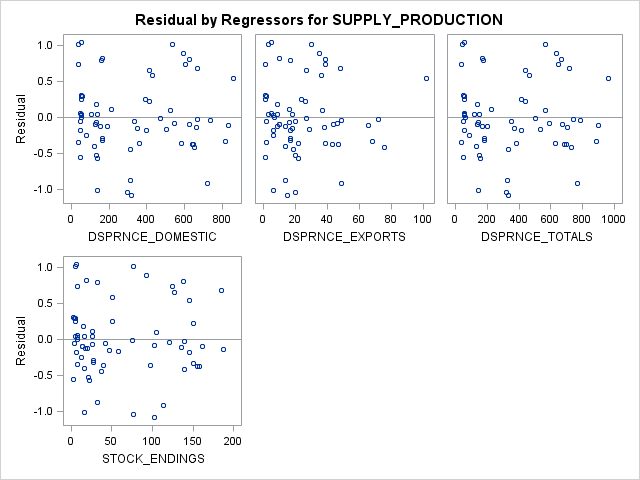 Residual by Regressors for SUPPLY_PRODUCTION
Residual
1.0
0.5
0.0
-0.5
-1.0
0 200 400 600 800
DSPRNCE_DOMESTIC
0 20 40 60 80 100
DSPRNCE_EXPORTS
0 200 400 600 800 1000
DSPRNCE_TOTALS
Residual
1.0
0.5
0.0
-0.5
-1.0
0 50 100 150 200
STOCK_ENDINGS